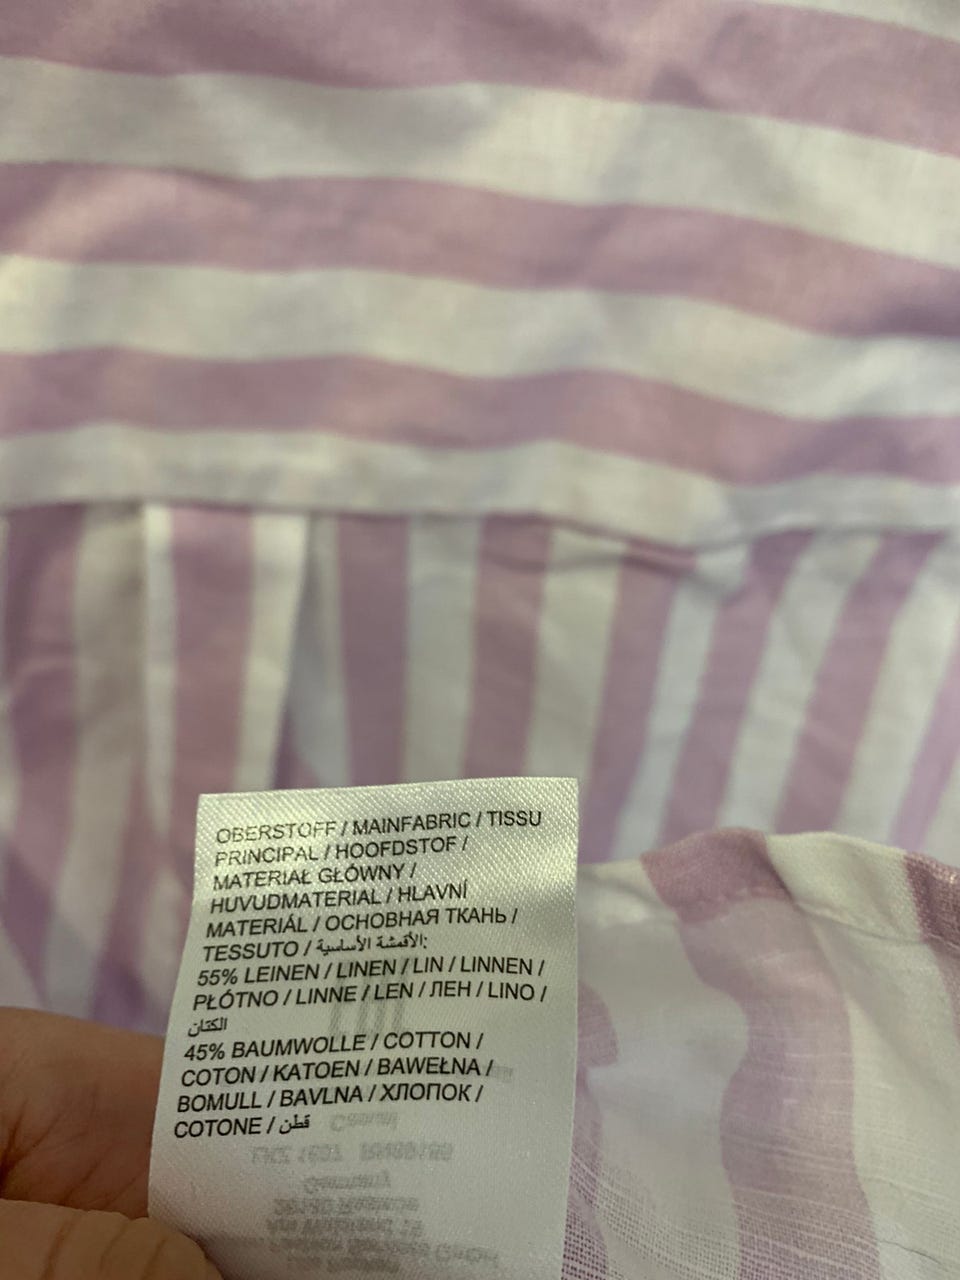 OBERSTOFF / MAINFABRIC / TISSU
PRINCIPAL / HOOFDSTOF /
MATERIAŁ GŁÓWNY /
HUVUDMATERIAL / HLAVNÍ
MATERIÁL / ОСНОВНАЯ ТКАНЬ /
TESSUTO / الأقمشة الأساسية:
55% LEINEN / LINEN / LIN / LINNEN /
PŁÓTNO / LINNE / LEN / ЛЕН / LINO /
الكتان
45% BAUMWOLLE / COTTON /
COTON / KATOEN / BAWEŁNA /
BOMULL / BAVLNA / ХЛОПОК /
COTONE / قطن